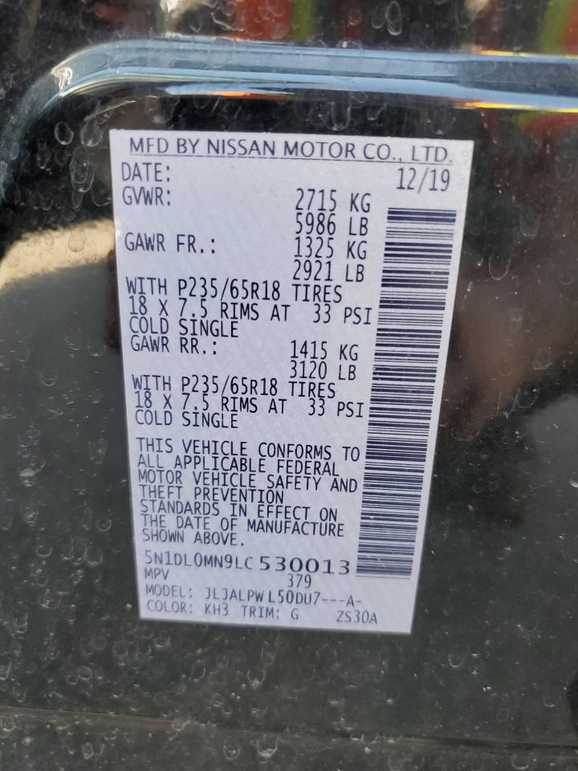 MFD BY NISSAN MOTOR CO., LTD.
DATE: 12/19
GVWR: 2715 KG
5986 LB
GAWR FR.: 1325 KG
2921 LB
WITH P235/65R18 TIRES
18 X 7.5 RIMS AT 33 PSI
COLD SINGLE
GAWR RR.: 1415 KG
3120 LB
WITH P235/65R18 TIRES
18 X 7.5 RIMS AT 33 PSI
COLD SINGLE
THIS VEHICLE CONFORMS TO
ALL APPLICABLE FEDERAL
MOTOR VEHICLE SAFETY AND
THEFT PREVENTION
STANDARDS IN EFFECT ON
THE DATE OF MANUFACTURE
SHOWN ABOVE.
5N1DL0MN9LC530013
MPV 379
MODEL: JLJALPWL50DU7---A-
COLOR: KH3 TRIM: G ZS30A